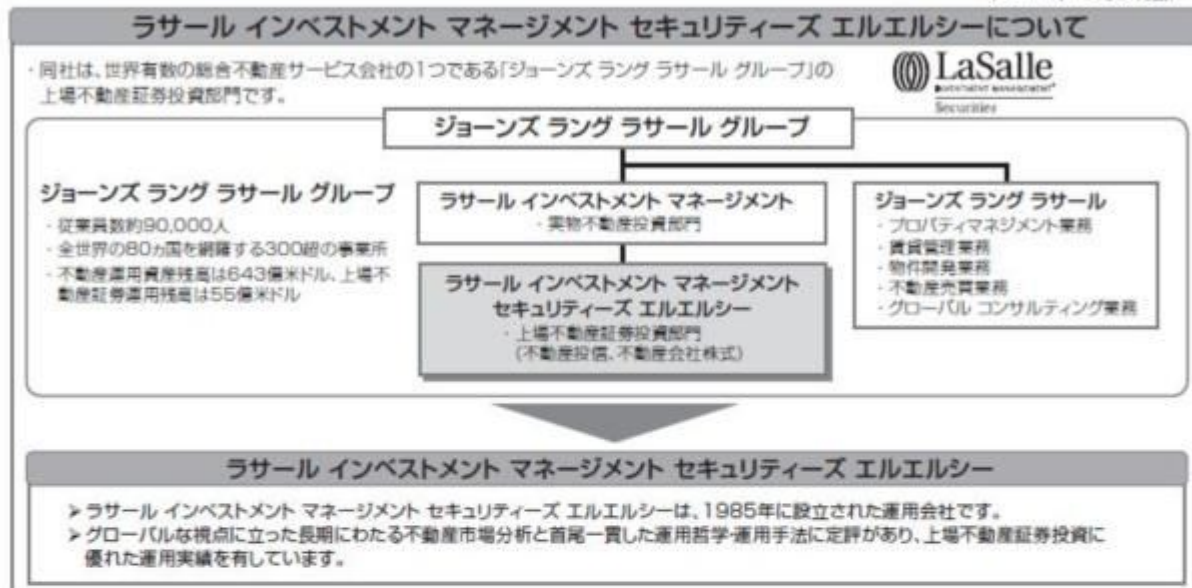 ラサール インベストメント マネージメント セキュリティーズ エルエルシーについて
・同社は、世界有数の総合不動産サービス会社の1つである「ジョーンズ ラング ラサール グループ」の
上場不動産証券投資部門です。
LaSalle
INVESTMENT MANAGEMENT
Securities
ジョーンズ ラング ラサール グループ
ジョーンズ ラング ラサール グループ
・従業員数約90,000人
・全世界の80ヵ国を網羅する300超の事業所
・不動産運用資産残高は643億米ドル、上場不
動産証券運用残高は55億米ドル
ラサール インベストメント マネージメント
・実物不動産投資部門
ラサール インベストメント マネージメント
セキュリティーズ エルエルシー
・上場不動産証券投資部門
(不動産投信、不動産会社株式)
ジョーンズ ラング ラサール
・プロパティマネジメント業務
・賃貸管理業務
・物件開発業務
・不動産売買業務
・グローバル コンサルティング業務
ラサール インベストメント マネージメント セキュリティーズ エルエルシー
➤ ラサール インベストメント マネージメント セキュリティーズ エルエルシーは、1985年に設立された運用会社です。
➤ グローバルな視点に立った長期にわたる不動産市場分析と首尾一貫した運用哲学・運用手法に定評があり、上場不動産証券投資に
優れた運用実績を有しています。